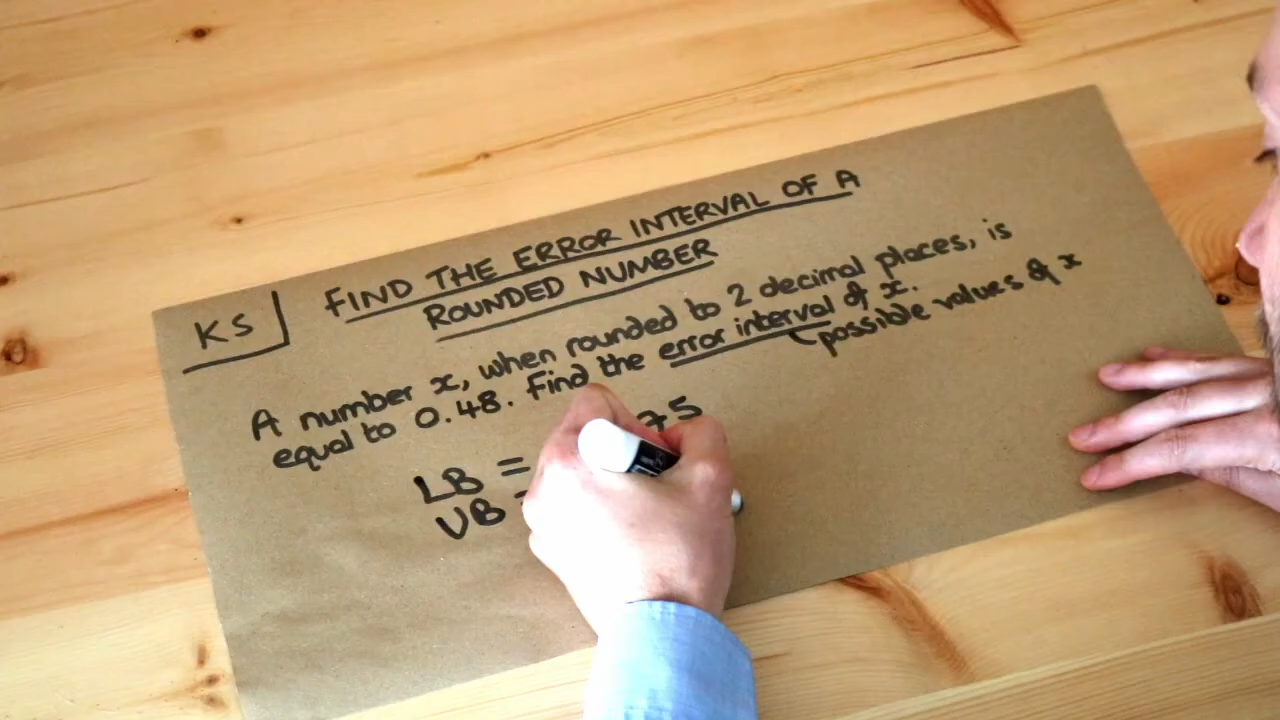 KS
FIND THE ERROR INTERVAL OF A
ROUNDED NUMBER
A number x, when rounded to 2 decimal places, is
equal to 0.48. Find the error interval of x.
possible values of x
LB = 75
UB =